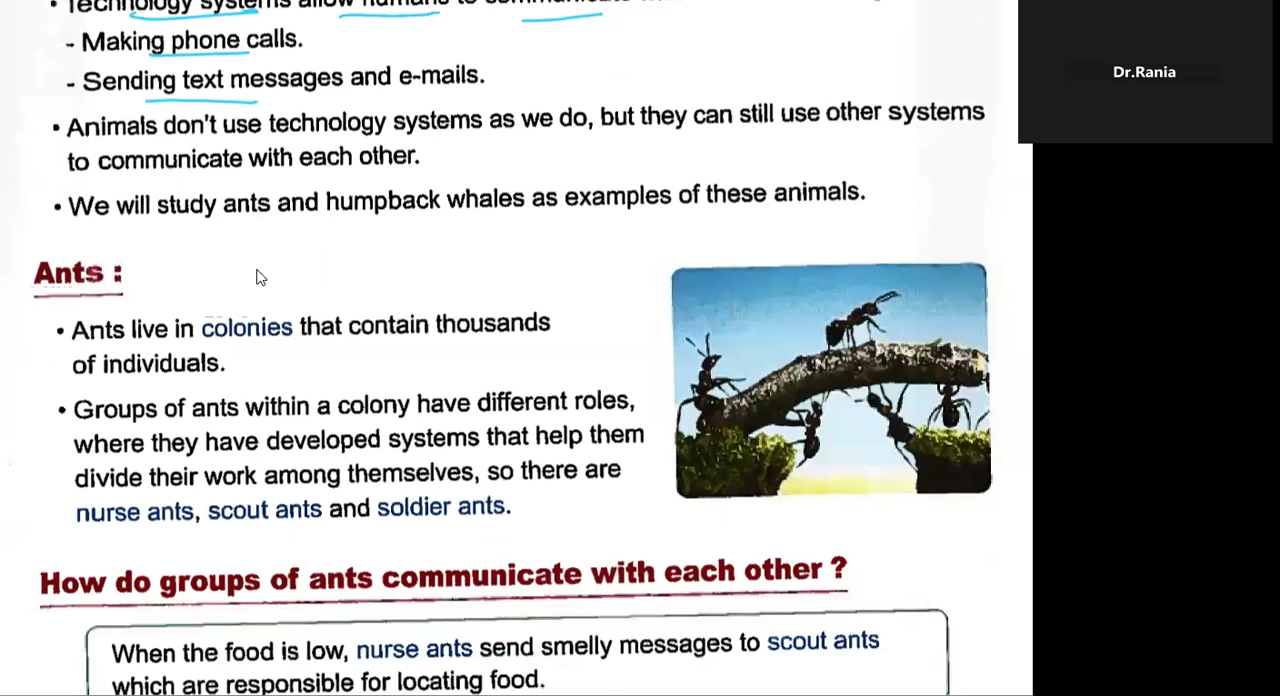 - Making phone calls.
- Sending text messages and e-mails.
• Animals don't use technology systems as we do, but they can still use other systems
to communicate with each other.
• We will study ants and humpback whales as examples of these animals.
Ants :
• Ants live in colonies that contain thousands
of individuals.
• Groups of ants within a colony have different roles,
where they have developed systems that help them
divide their work among themselves, so there are
nurse ants, scout ants and soldier ants.
How do groups of ants communicate with each other ?
When the food is low, nurse ants send smelly messages to scout ants
which are responsible for locating food.
Dr.Rania